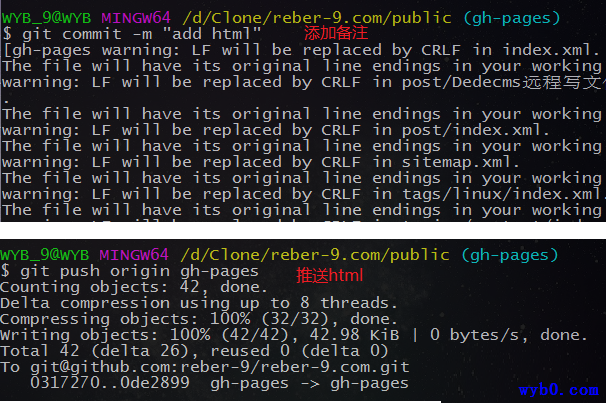 WYB_9@WYB MINGW64 /d/Clone/reber-9.com/public (gh-pages)
$ git commit -m "add html" 添加备注
[gh-pages warning: LF will be replaced by CRLF in index.xml.
The file will have its original line endings in your working
warning: LF will be replaced by CRLF in post/Dedecms远程写文
.
The file will have its original line endings in your working
warning: LF will be replaced by CRLF in post/index.xml.
The file will have its original line endings in your working
warning: LF will be replaced by CRLF in sitemap.xml.
The file will have its original line endings in your working
warning: LF will be replaced by CRLF in tags/linux/index.xml.
The file will have its original line endings in your working
WYB_9@WYB MINGW64 /d/Clone/reber-9.com/public (gh-pages)
$ git push origin gh-pages 推送html
Counting objects: 42, done.
Delta compression using up to 8 threads.
Compressing objects: 100% (32/32), done.
Writing objects: 100% (42/42), 42.98 KiB | 0 bytes/s, done.
Total 42 (delta 26), reused 0 (delta 0)
To git@github.com:reber-9/reber-9.com.git
0317270..0de2899 gh-pages -> gh-pages
wyb0.com